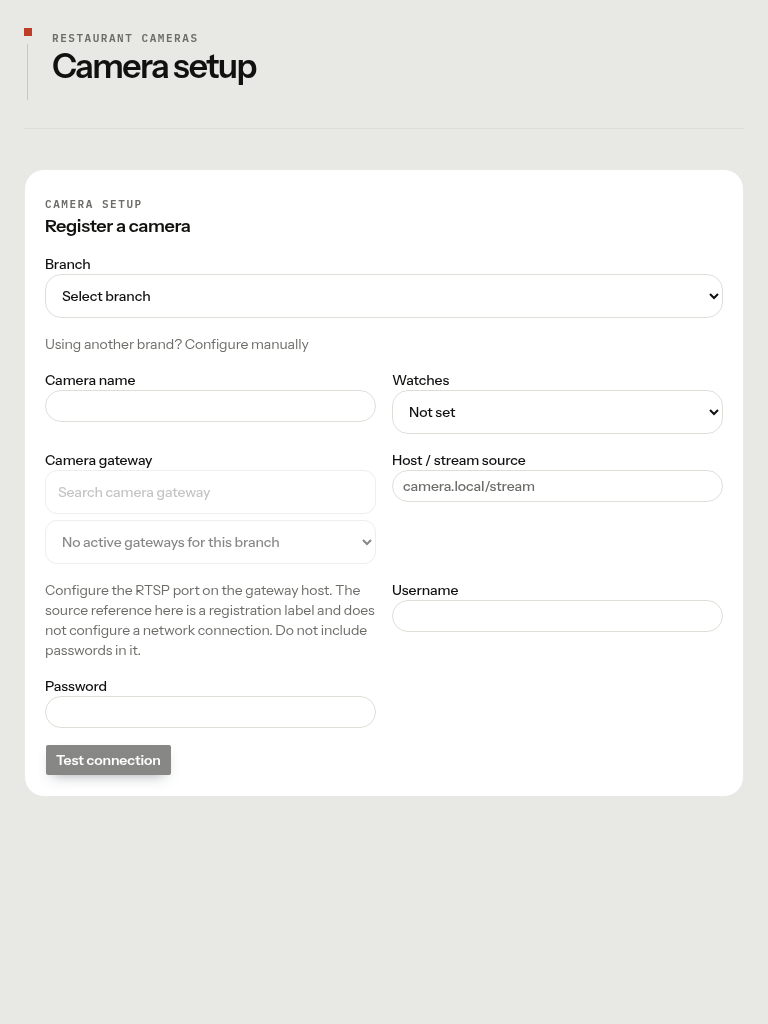 RESTAURANT CAMERAS
Camera setup
CAMERA SETUP
Register a camera
Branch
Select branch
Using another brand? Configure manually
Camera name
Watches
Not set
Camera gateway
Host / stream source
Search camera gateway
camera.local/stream
No active gateways for this branch
Configure the RTSP port on the gateway host. The
source reference here is a registration label and does
not configure a network connection. Do not include
passwords in it.
Username
Password
Test connection